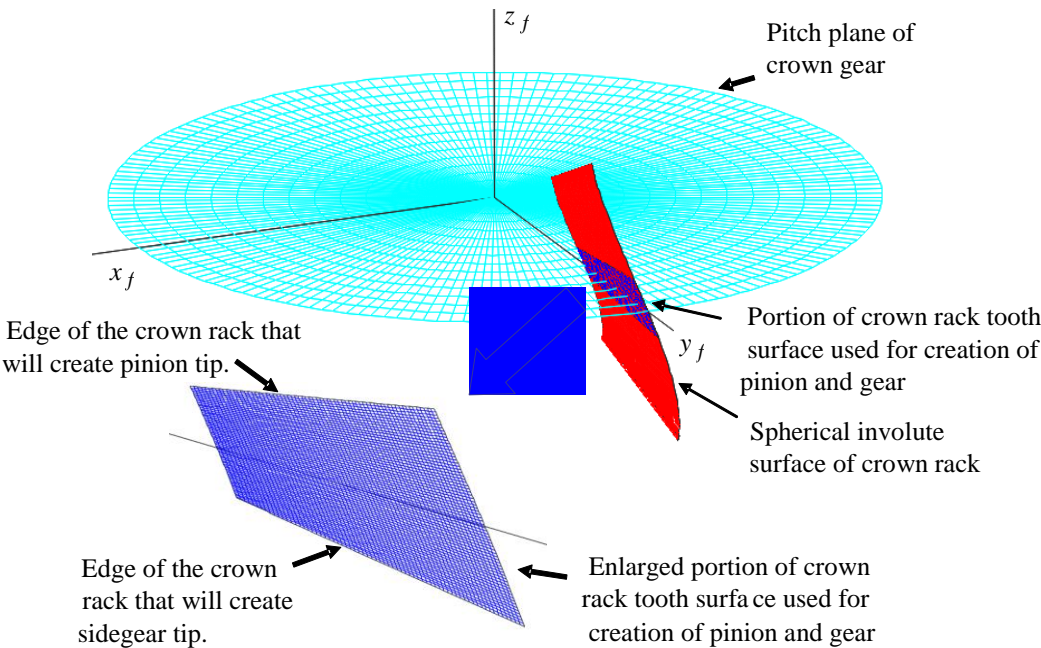 z f
Pitch plane of
crown gear
x f
y f
Edge of the crown rack that
will create pinion tip.
Portion of crown rack tooth
surface used for creation of
pinion and gear
Spherical involute
surface of crown rack
Edge of the crown
rack that will create
sidegear tip.
Enlarged portion of crown
rack tooth surfa ce used for
creation of pinion and gear